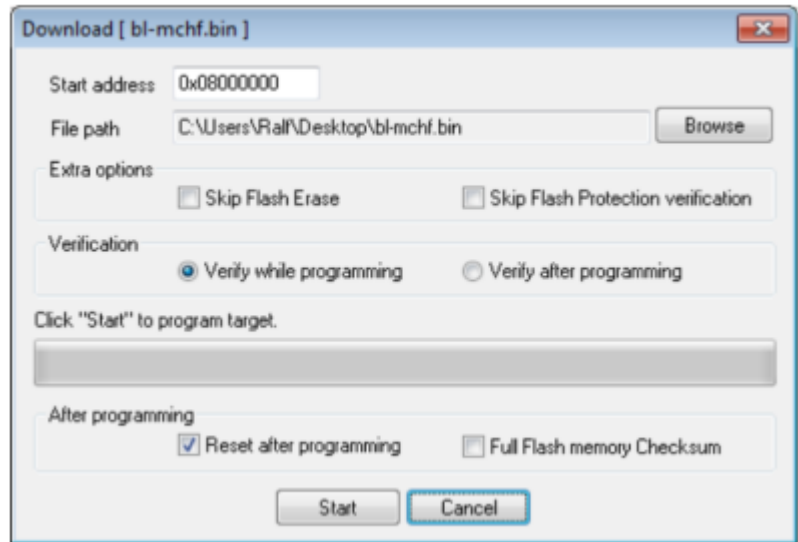 Download [ bl-mchf.bin ]
Start address 0x08000000
File path C:\Users\Ralf\Desktop\bl-mchf.bin Browse
Extra options
Skip Flash Erase Skip Flash Protection verification
Verification
Verify while programming Verify after programming
Click "Start" to program target.
After programming
Reset after programming Full Flash memory Checksum
Start Cancel